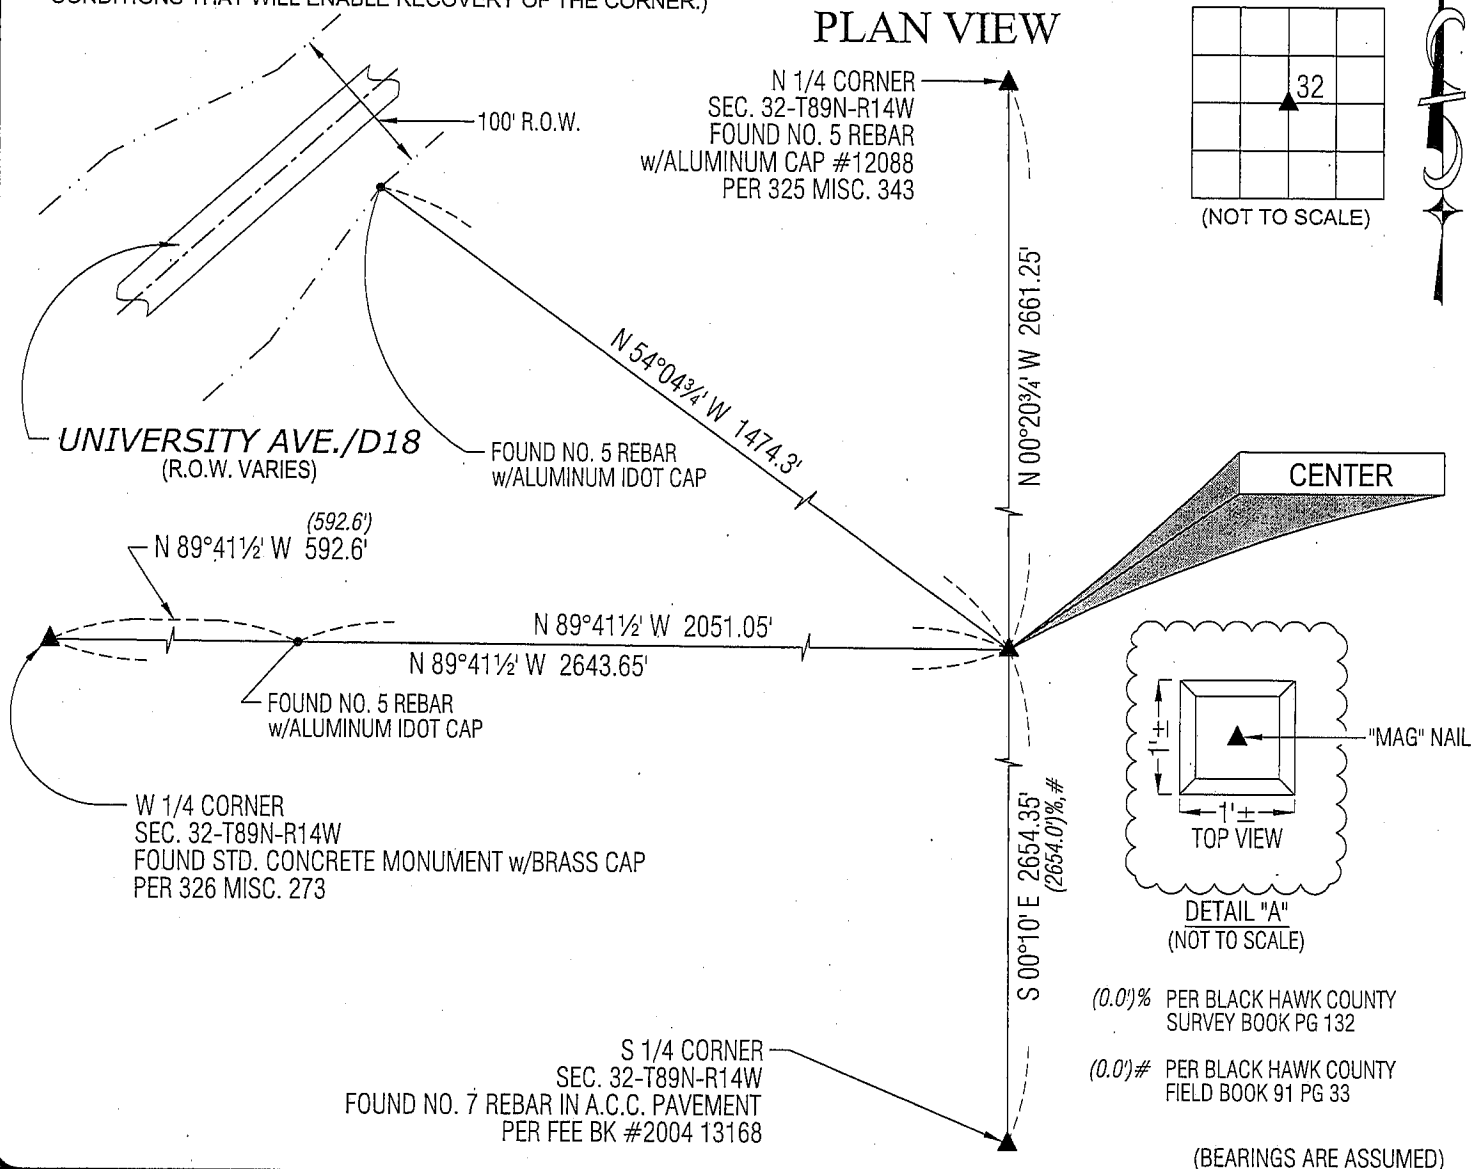 CONDITIONS THAT WILL ENABLE RECOVERY OF THE CORNER.)
PLAN VIEW
N 1/4 CORNER
SEC. 32-T89N-R14W
FOUND NO. 5 REBAR
w/ALUMINUM CAP #12088
PER 325 MISC. 343
100' R.O.W.
32
(NOT TO SCALE)
N 00°20¾' W 2661.25'
N 54°04¾' W 1474.3'
UNIVERSITY AVE./D18
(R.O.W. VARIES)
FOUND NO. 5 REBAR
w/ALUMINUM IDOT CAP
CENTER
(592.6')
N 89°41½' W 592.6'
N 89°41½' W 2051.05'
N 89°41½' W 2643.65'
FOUND NO. 5 REBAR
w/ALUMINUM IDOT CAP
W 1/4 CORNER
SEC. 32-T89N-R14W
FOUND STD. CONCRETE MONUMENT w/BRASS CAP
PER 326 MISC. 273
S 00°10' E 2654.35'
(2654.0')%,#
"MAG" NAIL
1'±
1'±
TOP VIEW
DETAIL "A"
(NOT TO SCALE)
(0.0')% PER BLACK HAWK COUNTY
SURVEY BOOK PG 132
(0.0')# PER BLACK HAWK COUNTY
FIELD BOOK 91 PG 33
S 1/4 CORNER
SEC. 32-T89N-R14W
FOUND NO. 7 REBAR IN A.C.C. PAVEMENT
PER FEE BK #2004 13168
(BEARINGS ARE ASSUMED)